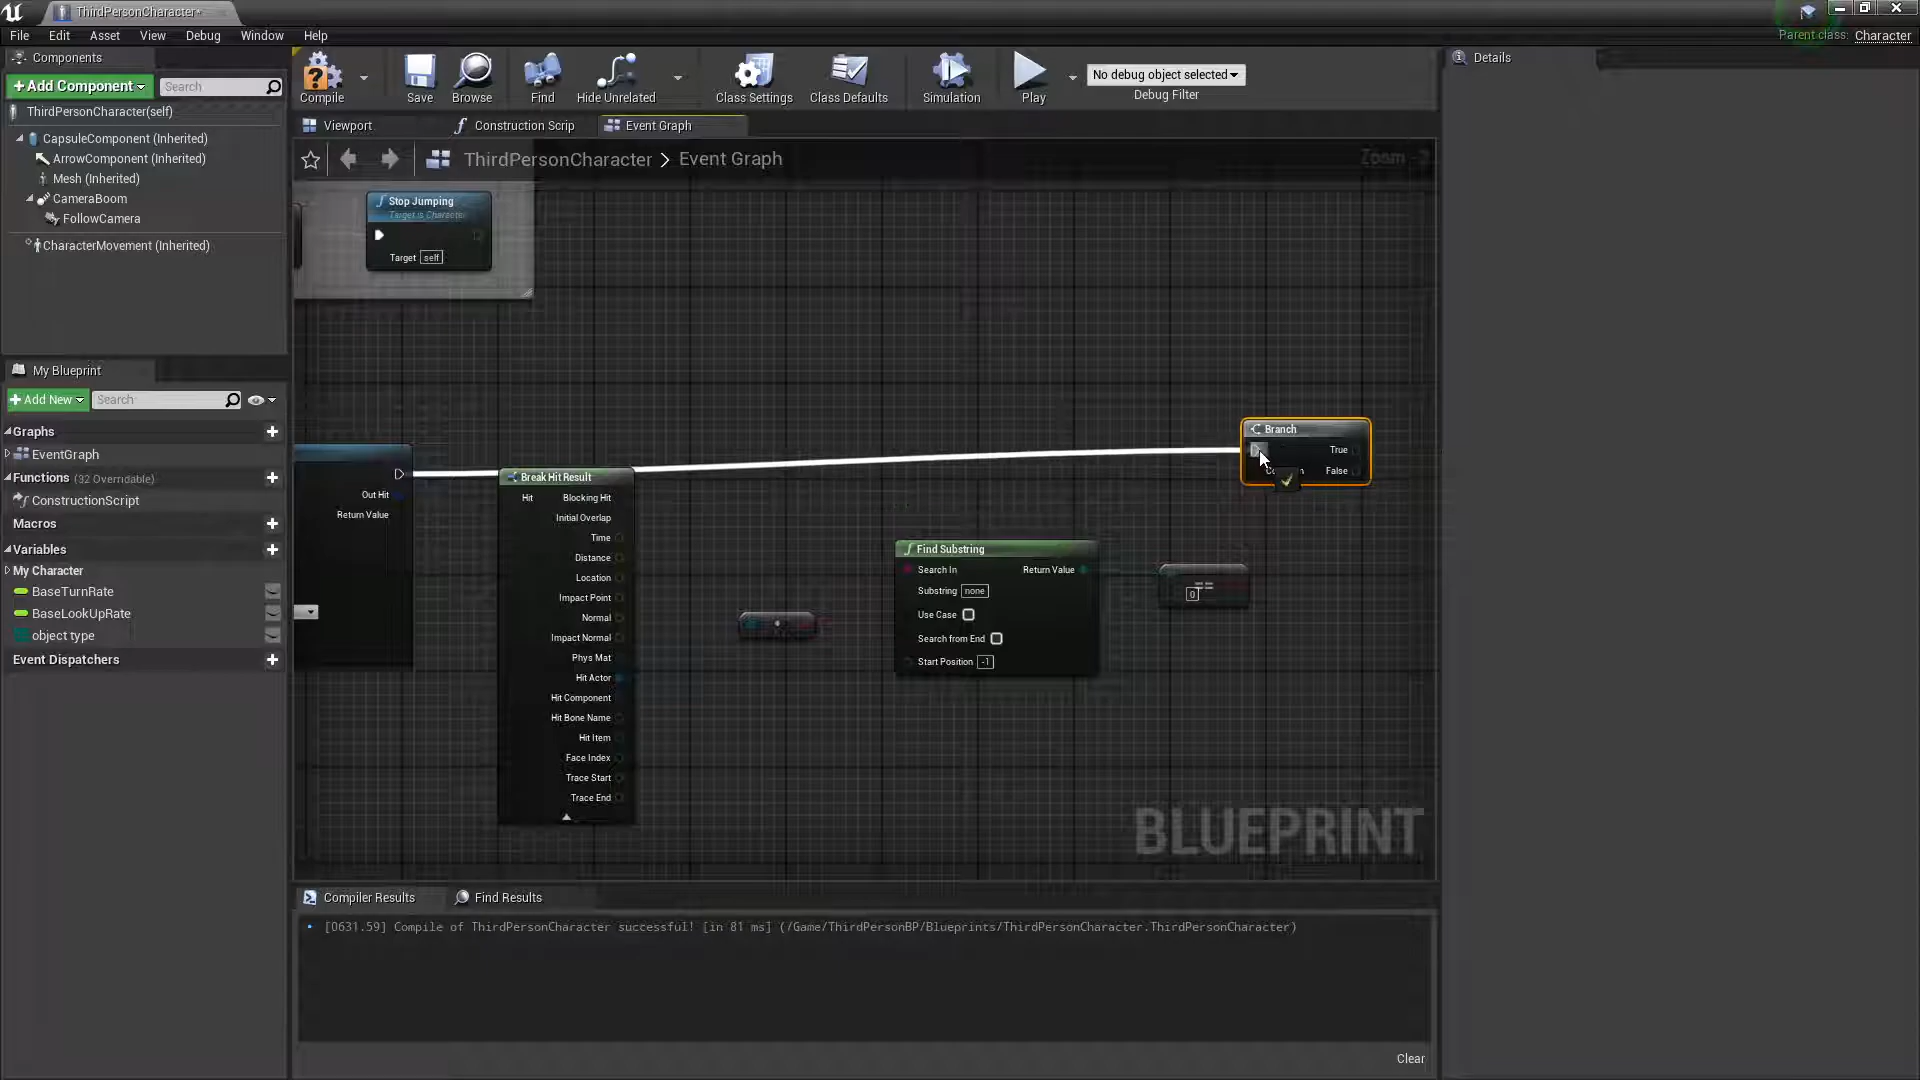 ThirdPersonCharacter*
File Edit Asset View Debug Window Help
Parent class: Character
Components
+Add Component
Search
ThirdPersonCharacter(self)
CapsuleComponent (Inherited)
ArrowComponent (Inherited)
Mesh (Inherited)
CameraBoom
FollowCamera
CharacterMovement (Inherited)
My Blueprint
+Add New
Search
Graphs
EventGraph
Functions (32 Overridable)
ConstructionScript
Macros
Variables
My Character
BaseTurnRate
BaseLookUpRate
object type
Event Dispatchers
Compile
Save
Browse
Find
Hide Unrelated
Class Settings
Class Defaults
Simulation
Play
No debug object selected
Debug Filter
Viewport
Construction Scrip
Event Graph
ThirdPersonCharacter > Event Graph
Zoom -2
Stop Jumping
Target is Character
Target self
Out Hit
Return Value
Break Hit Result
Hit Blocking Hit
Initial Overlap
Time
Distance
Location
Impact Point
Normal
Impact Normal
Phys Mat
Hit Actor
Hit Component
Hit Bone Name
Hit Item
Face Index
Trace Start
Trace End
Find Substring
Search In Return Value
Substring none
Use Case
Search from End
Start Position -1
==
0
Branch
True
False
BLUEPRINT
Compiler Results
Find Results
• [0631.59] Compile of ThirdPersonCharacter successful! [in 81 ms] (/Game/ThirdPersonBP/Blueprints/ThirdPersonCharacter.ThirdPersonCharacter)
Clear
Details